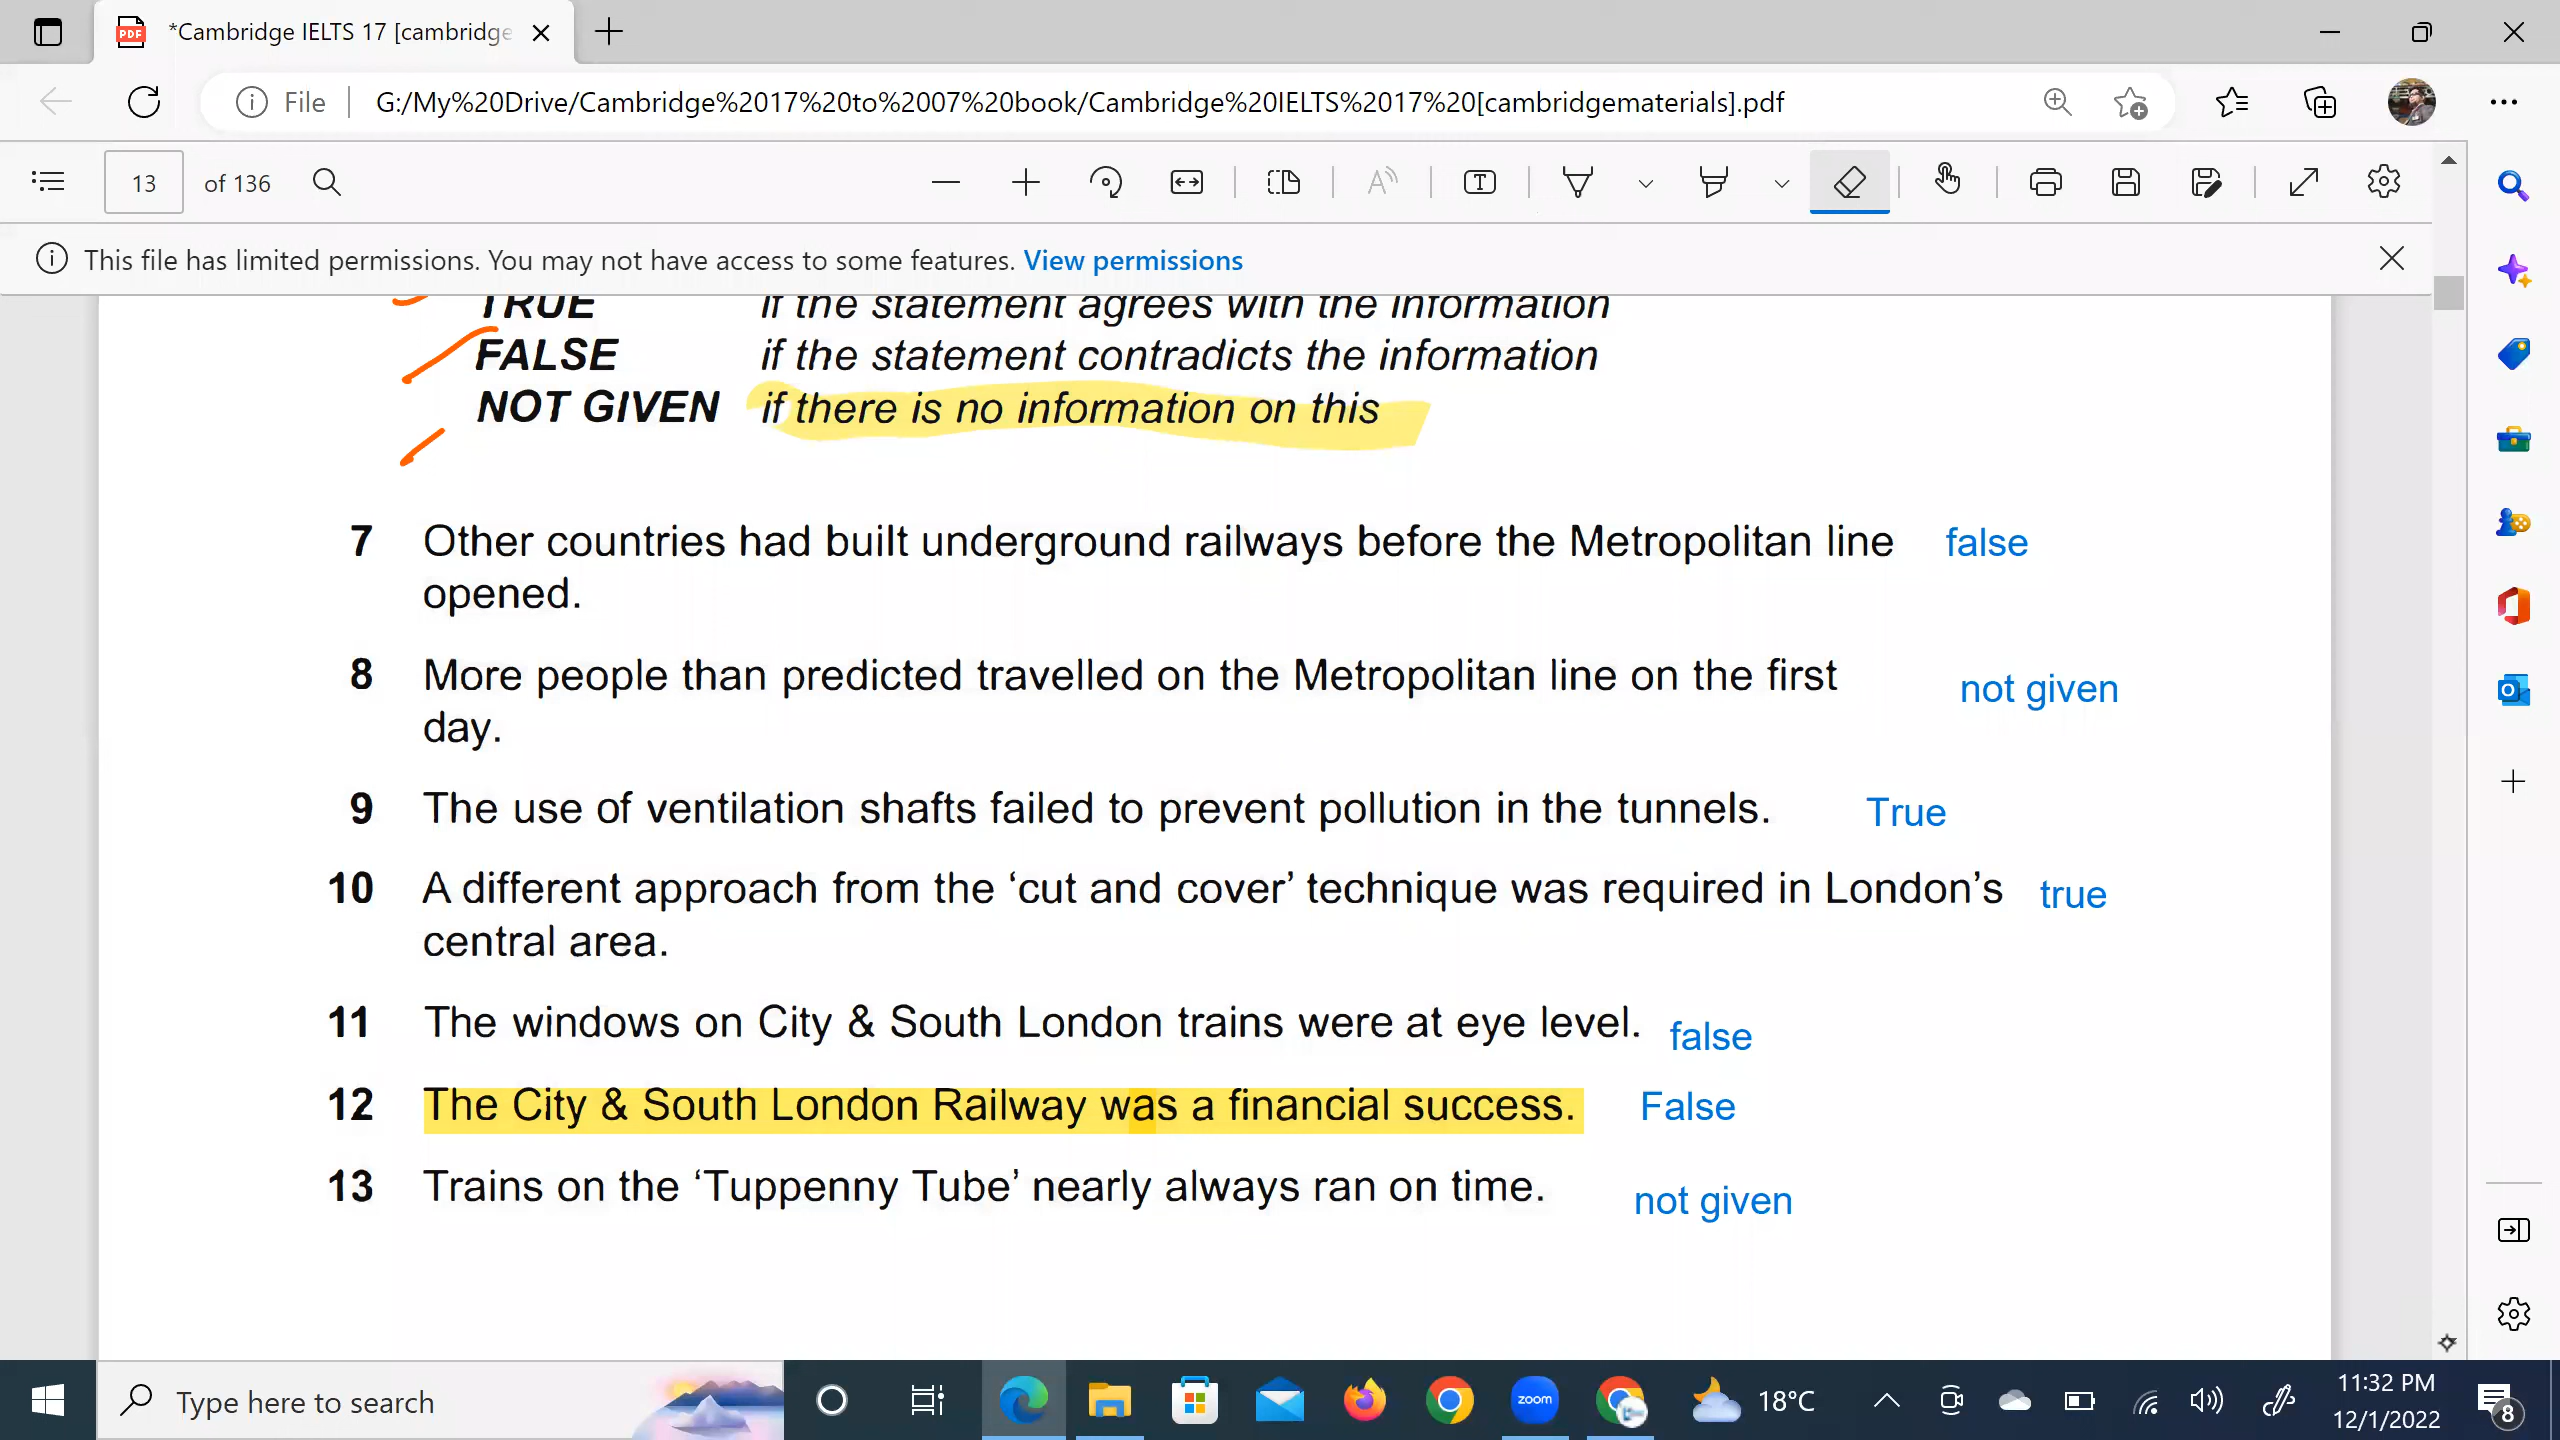 *Cambridge IELTS 17 [cambridge
File
G:/My%20Drive/Cambridge%2017%20to%2007%20book/Cambridge%20IELTS%2017%20[cambridgematerials].pdf
13 of 136
This file has limited permissions. You may not have access to some features. View permissions
TRUE if the statement agrees with the information
FALSE if the statement contradicts the information
NOT GIVEN if there is no information on this
7 Other countries had built underground railways before the Metropolitan line false
opened.
8 More people than predicted travelled on the Metropolitan line on the first not given
day.
9 The use of ventilation shafts failed to prevent pollution in the tunnels. True
10 A different approach from the ‘cut and cover’ technique was required in London’s true
central area.
11 The windows on City & South London trains were at eye level. false
12 The City & South London Railway was a financial success. False
13 Trains on the ‘Tuppenny Tube’ nearly always ran on time. not given
Type here to search
zoom
18°C
11:32 PM
12/1/2022
8